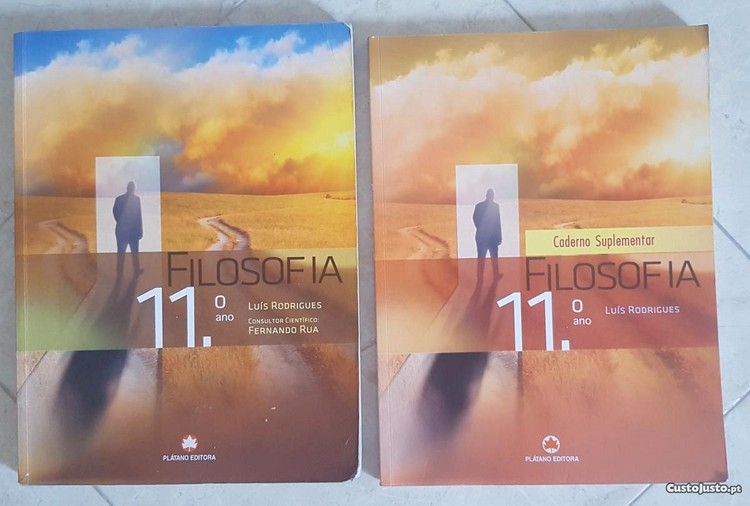 FILOSOFIA
11.º
ano
LUÍS RODRIGUES
CONSULTOR CIENTÍFICO:
FERNANDO RUA
PLÁTANO EDITORA
Caderno Suplementar
FILOSOFIA
11.º
ano
LUÍS RODRIGUES
PLÁTANO EDITORA
CustoJusto.pt